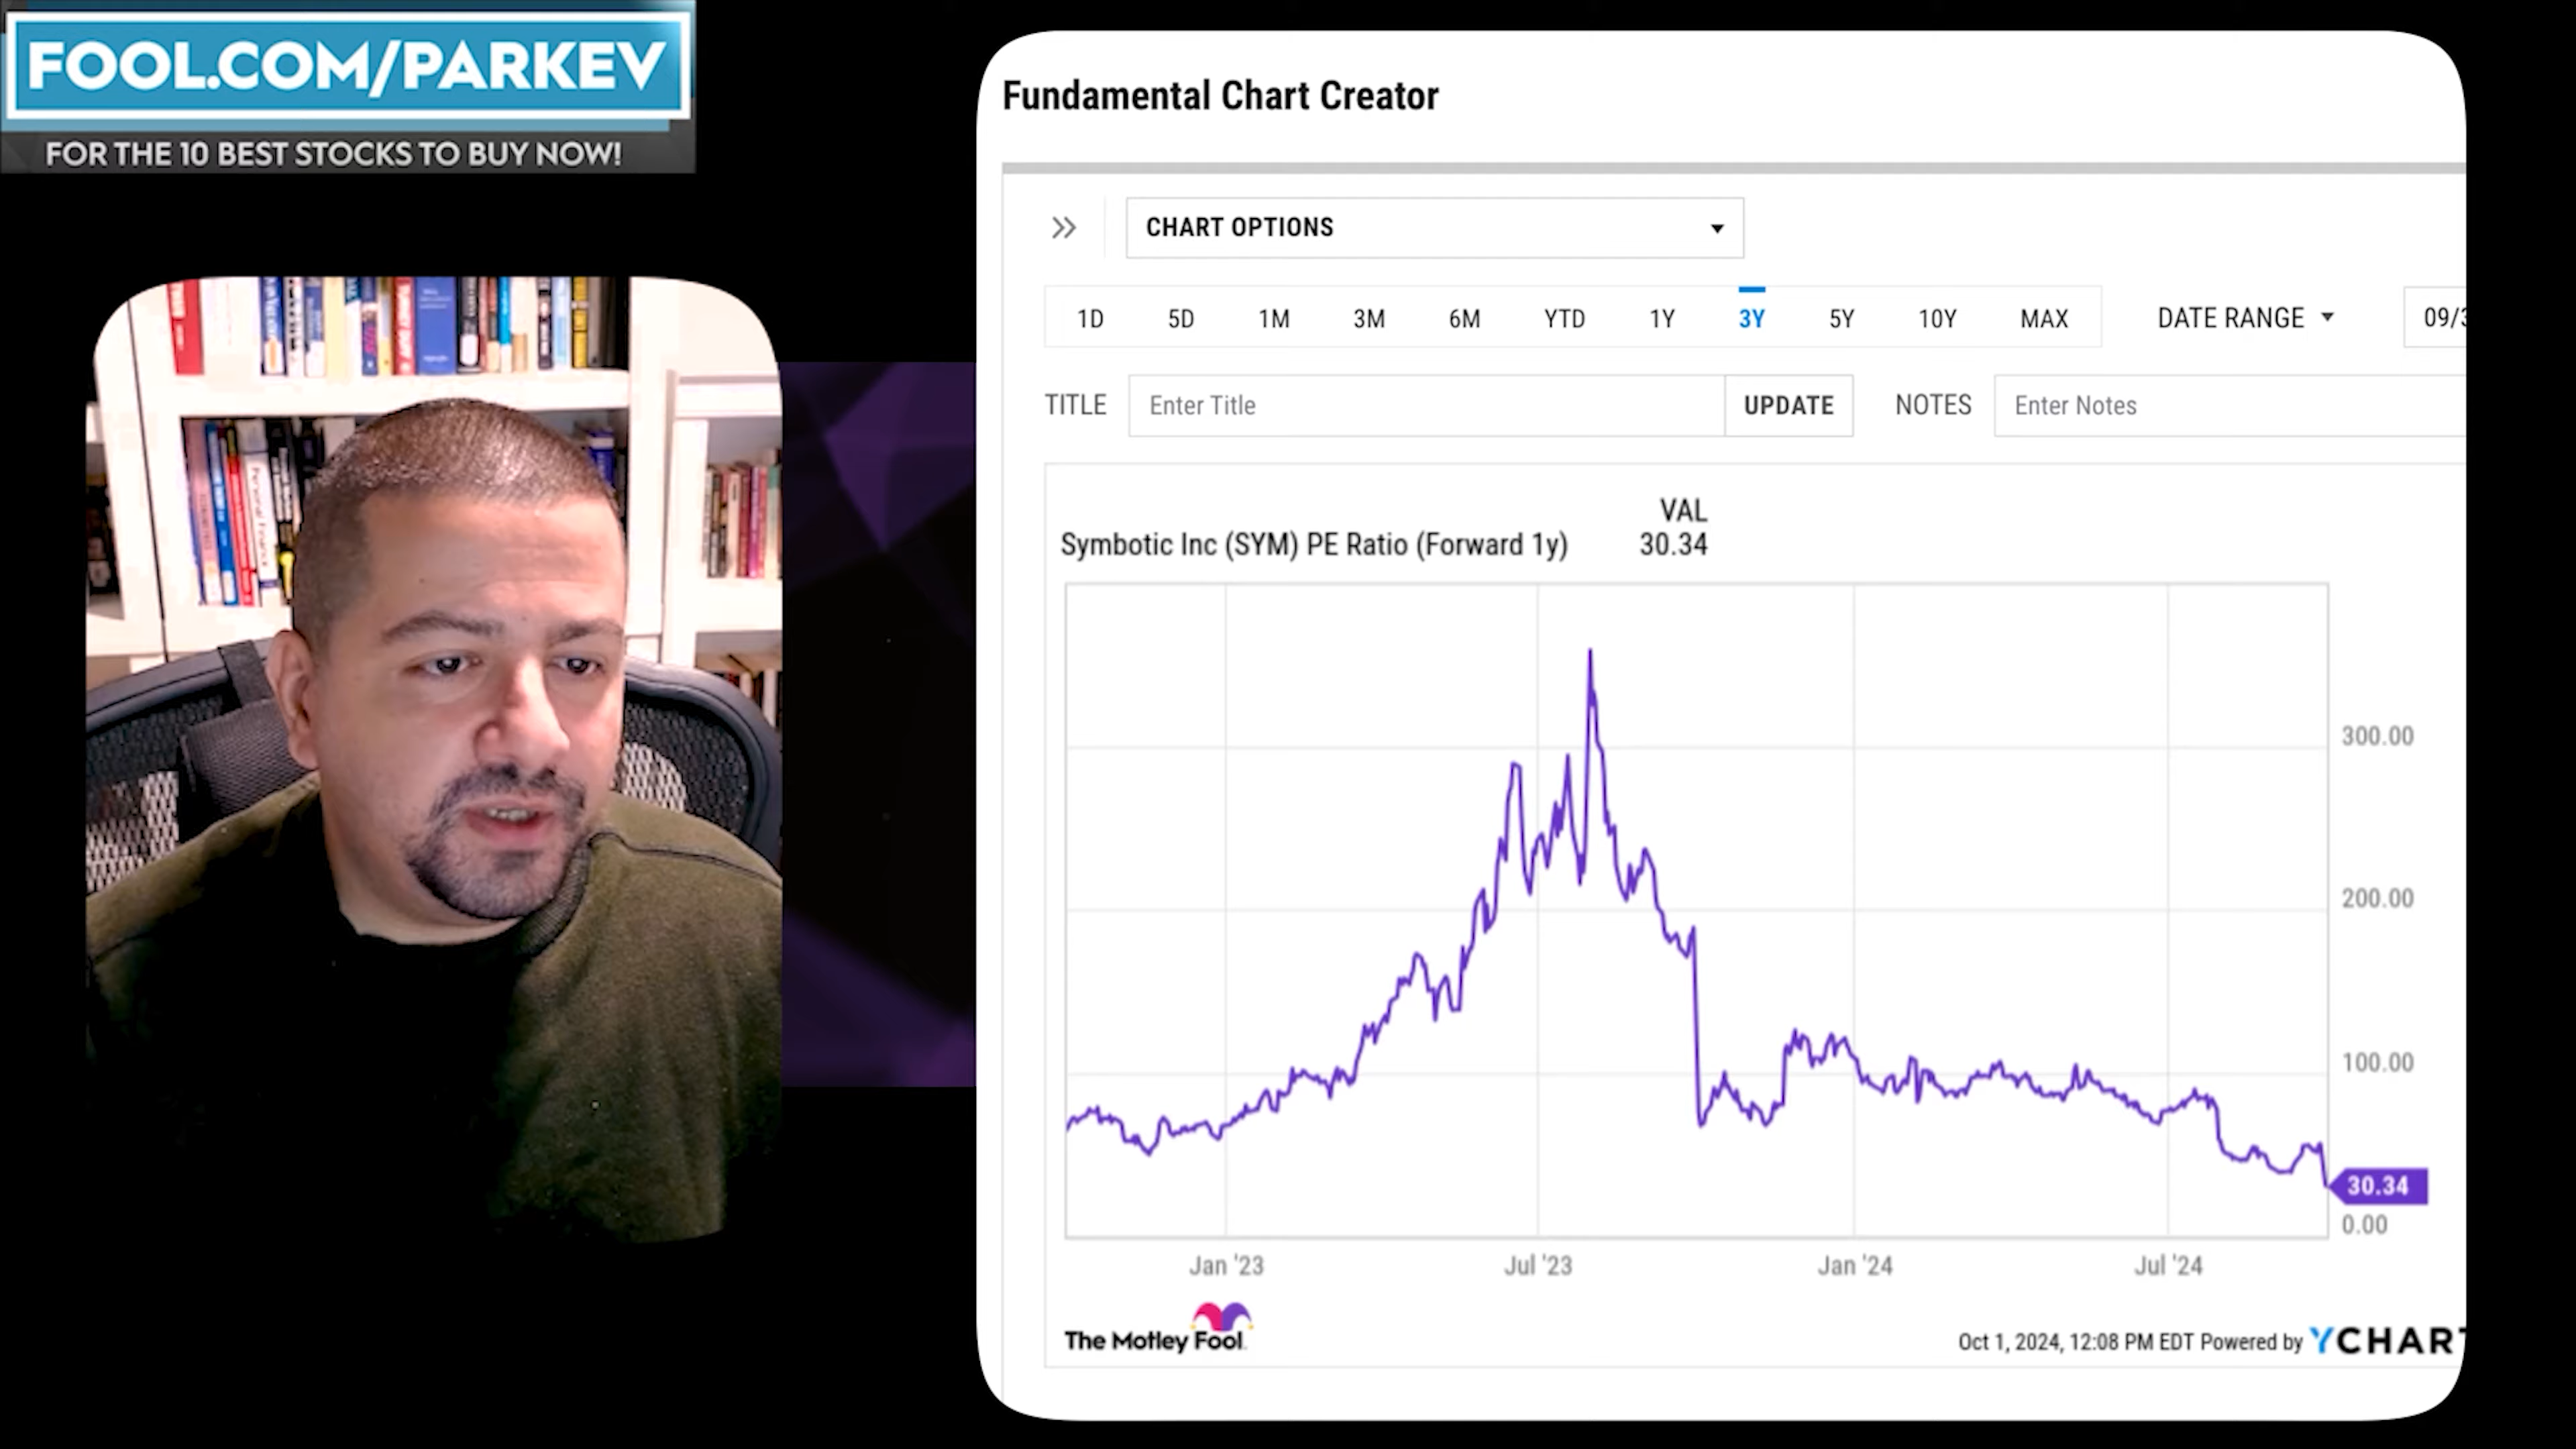 FOOL.COM/PARKEV
FOR THE 10 BEST STOCKS TO BUY NOW!
Fundamental Chart Creator
CHART OPTIONS
1D 5D 1M 3M 6M YTD 1Y 3Y 5Y 10Y MAX DATE RANGE 09/3
TITLE Enter Title UPDATE NOTES Enter Notes
VAL
Symbotic Inc (SYM) PE Ratio (Forward 1y) 30.34
300.00
200.00
100.00
30.34
0.00
Jan '23 Jul '23 Jan '24 Jul '24
The Motley Fool
Oct 1, 2024, 12:08 PM EDT Powered by YCHART
Personal Finance